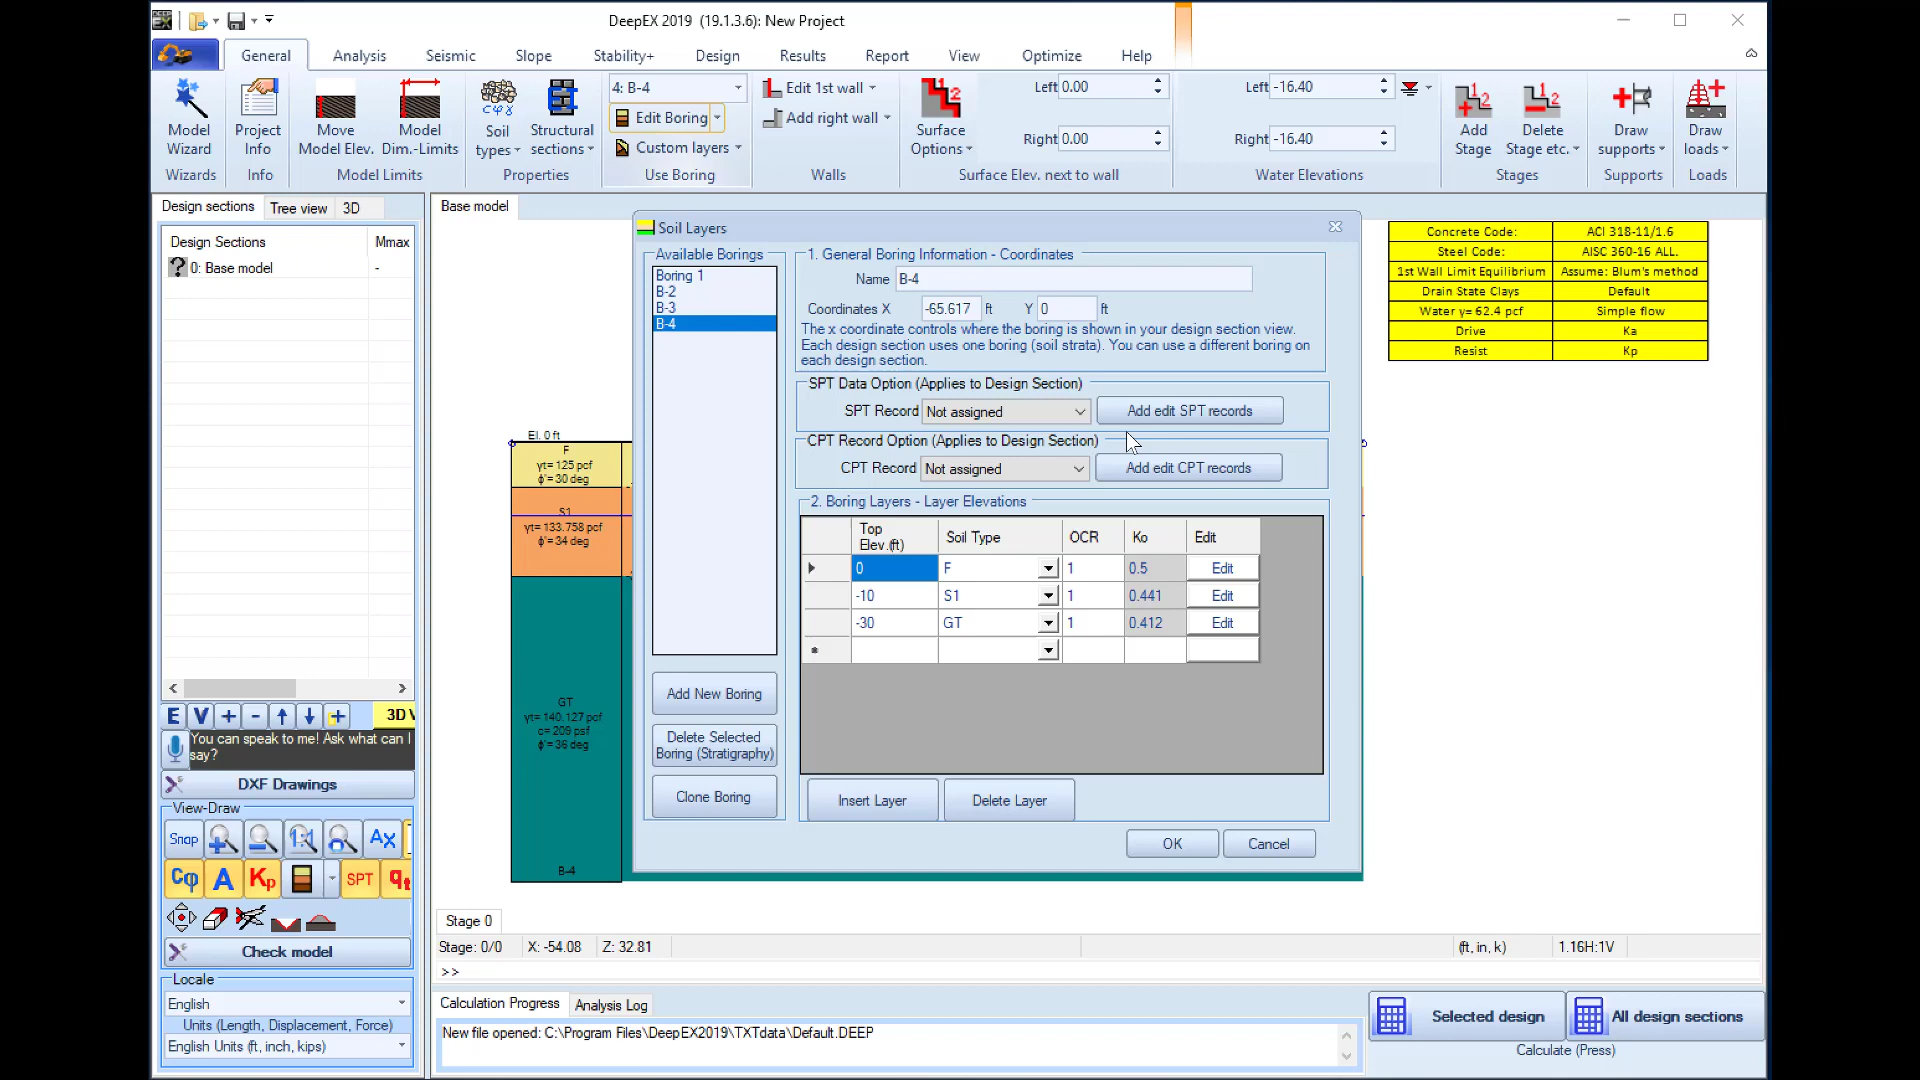 DeepEX 2019 (19.1.3.6): New Project
General
Analysis
Seismic
Slope
Stability+
Design
Results
Report
View
Optimize
Help
Model
Wizard
Wizards
Project
Info
Info
Move
Model Elev.
Model
Dim.-Limits
Model Limits
Soil
types
Structural
sections
Properties
4: B-4
Edit Boring
Custom layers
Use Boring
Edit 1st wall
Add right wall
Walls
Surface
Options
Left 0.00
Right 0.00
Surface Elev. next to wall
Left -16.40
Right -16.40
Water Elevations
Add
Stage
Delete
Stage etc.
Stages
Draw
supports
Supports
Draw
loads
Loads
Design sections
Tree view
3D
Design Sections
Mmax
0: Base model
-
Base model
El. 0 ft
F
γt= 125 pcf
ϕ'= 30 deg
S1
γt= 133.758 pcf
ϕ'= 34 deg
GT
γt= 140.127 pcf
c= 209 psf
ϕ'= 36 deg
B-4
Soil Layers
Available Borings
Boring 1
B-2
B-3
B-4
Add New Boring
Delete Selected
Boring (Stratigraphy)
Clone Boring
1. General Boring Information - Coordinates
Name B-4
Coordinates X -65.617 ft Y 0 ft
The x coordinate controls where the boring is shown in your design section view.
Each design section uses one boring (soil strata). You can use a different boring on
each design section.
SPT Data Option (Applies to Design Section)
SPT Record Not assigned Add edit SPT records
CPT Record Option (Applies to Design Section)
CPT Record Not assigned Add edit CPT records
2. Boring Layers - Layer Elevations
Top
Elev.(ft) Soil Type OCR Ko Edit
0 F 1 0.5 Edit
-10 S1 1 0.441 Edit
-30 GT 1 0.412 Edit
*
Insert Layer
Delete Layer
OK
Cancel
Concrete Code: ACI 318-11/1.6
Steel Code: AISC 360-16 ALL.
1st Wall Limit Equilibrium Assume: Blum's method
Drain State Clays Default
Water γ= 62.4 pcf Simple flow
Drive Ka
Resist Kp
E V + -
3D V
You can speak to me! Ask what can I
say?
DXF Drawings
View-Draw
Snap
1:1
Ax
Cφ
A
Kp
SPT
qt
Check model
Locale
English
Units (Length, Displacement, Force)
English Units (ft, inch, kips)
Stage 0
Stage: 0/0 X: -54.08 Z: 32.81 (ft, in, k) 1.16H:1V
>>
Calculation Progress
Analysis Log
New file opened: C:\Program Files\DeepEX2019\TXTdata\Default.DEEP
Selected design
All design sections
Calculate (Press)